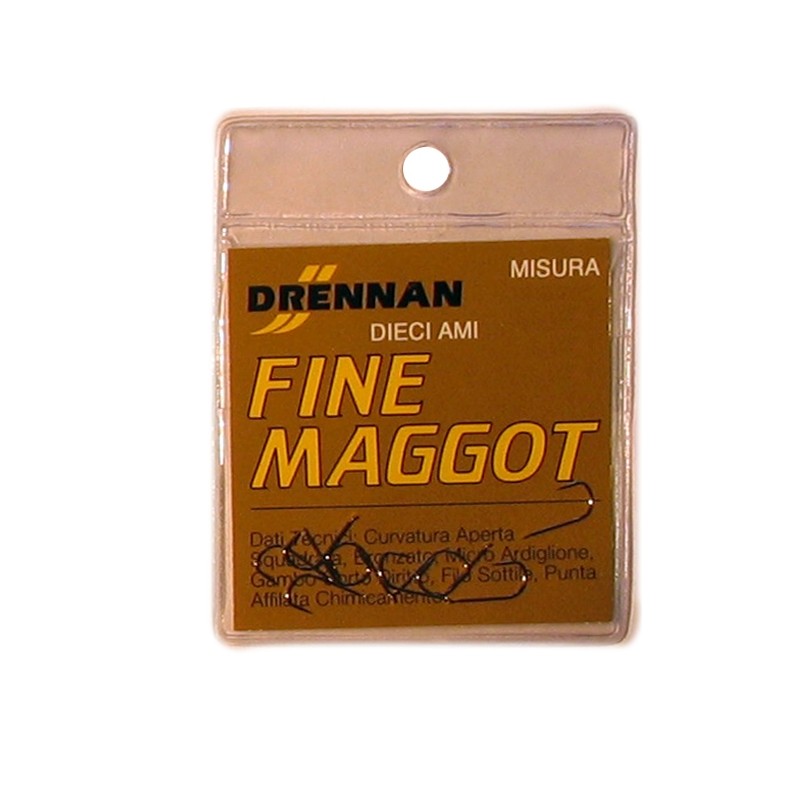 MISURA
DRENNAN
DIECI AMI
FINE
MAGGOT
Dati Tecnici: Curvatura Aperta
Squadrata, Bronzato, Micro Ardiglione,
Gambo Corto Diritto, Filo Sottile, Punta
Affilata Chimicamente.